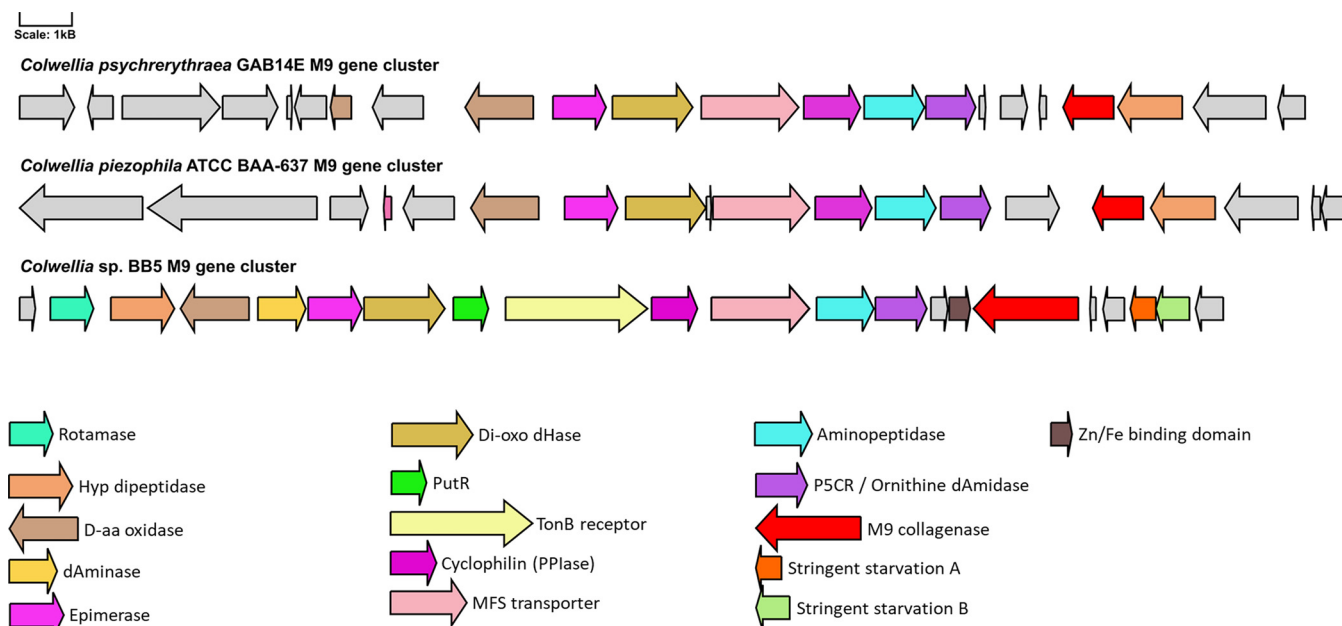 Scale: 1kB
Colwellia psychrerythraea GAB14E M9 gene cluster
Colwellia piezophila ATCC BAA-637 M9 gene cluster
Colwellia sp. BB5 M9 gene cluster
Rotamase
Di-oxo dHase
Aminopeptidase
Zn/Fe binding domain
Hyp dipeptidase
PutR
P5CR / Ornithine dAmidase
D-aa oxidase
TonB receptor
M9 collagenase
dAminase
Cyclophilin (PPIase)
Stringent starvation A
Epimerase
MFS transporter
Stringent starvation B